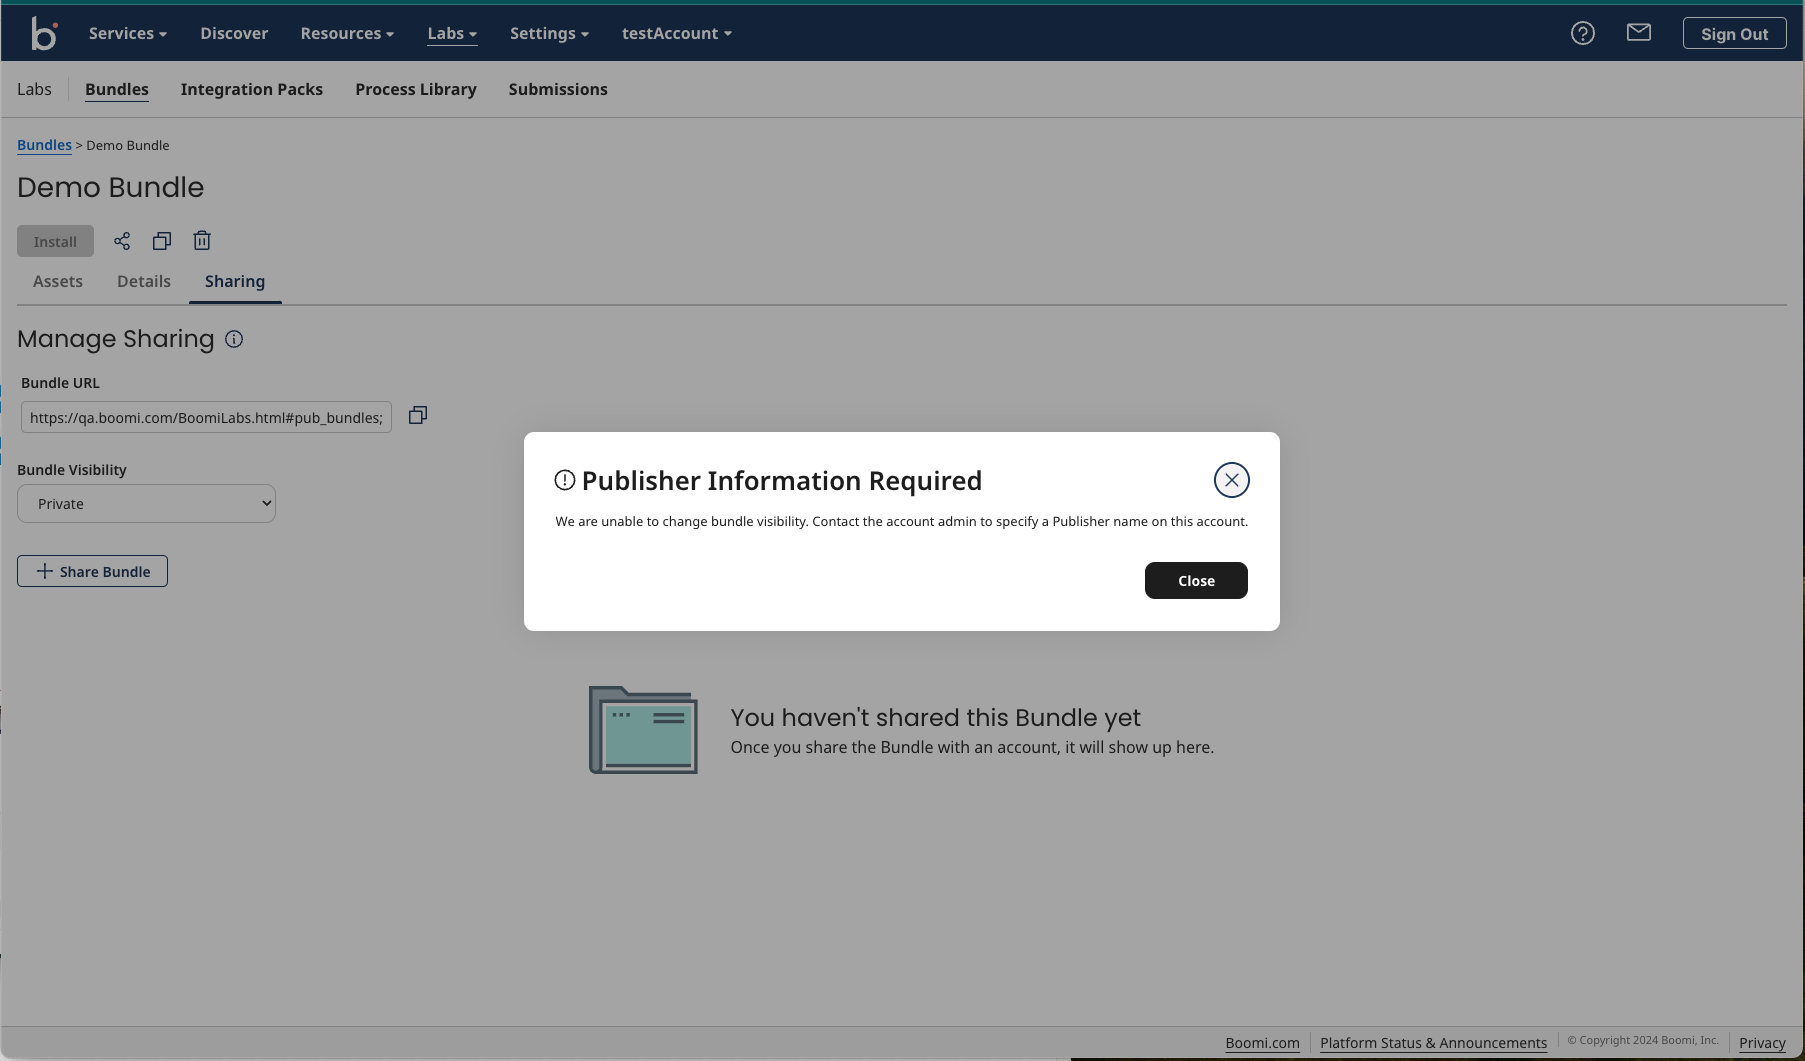 b Services Discover Resources Labs Settings testAccount Sign Out
Labs Bundles Integration Packs Process Library Submissions
Bundles > Demo Bundle
Demo Bundle
Install
Assets Details Sharing
Manage Sharing
Bundle URL
https://qa.boomi.com/BoomiLabs.html#pub_bundles;
Bundle Visibility
Private
Share Bundle
Publisher Information Required
We are unable to change bundle visibility. Contact the account admin to specify a Publisher name on this account.
Close
You haven't shared this Bundle yet
Once you share the Bundle with an account, it will show up here.
Boomi.com Platform Status & Announcements © Copyright 2024 Boomi, Inc. Privacy